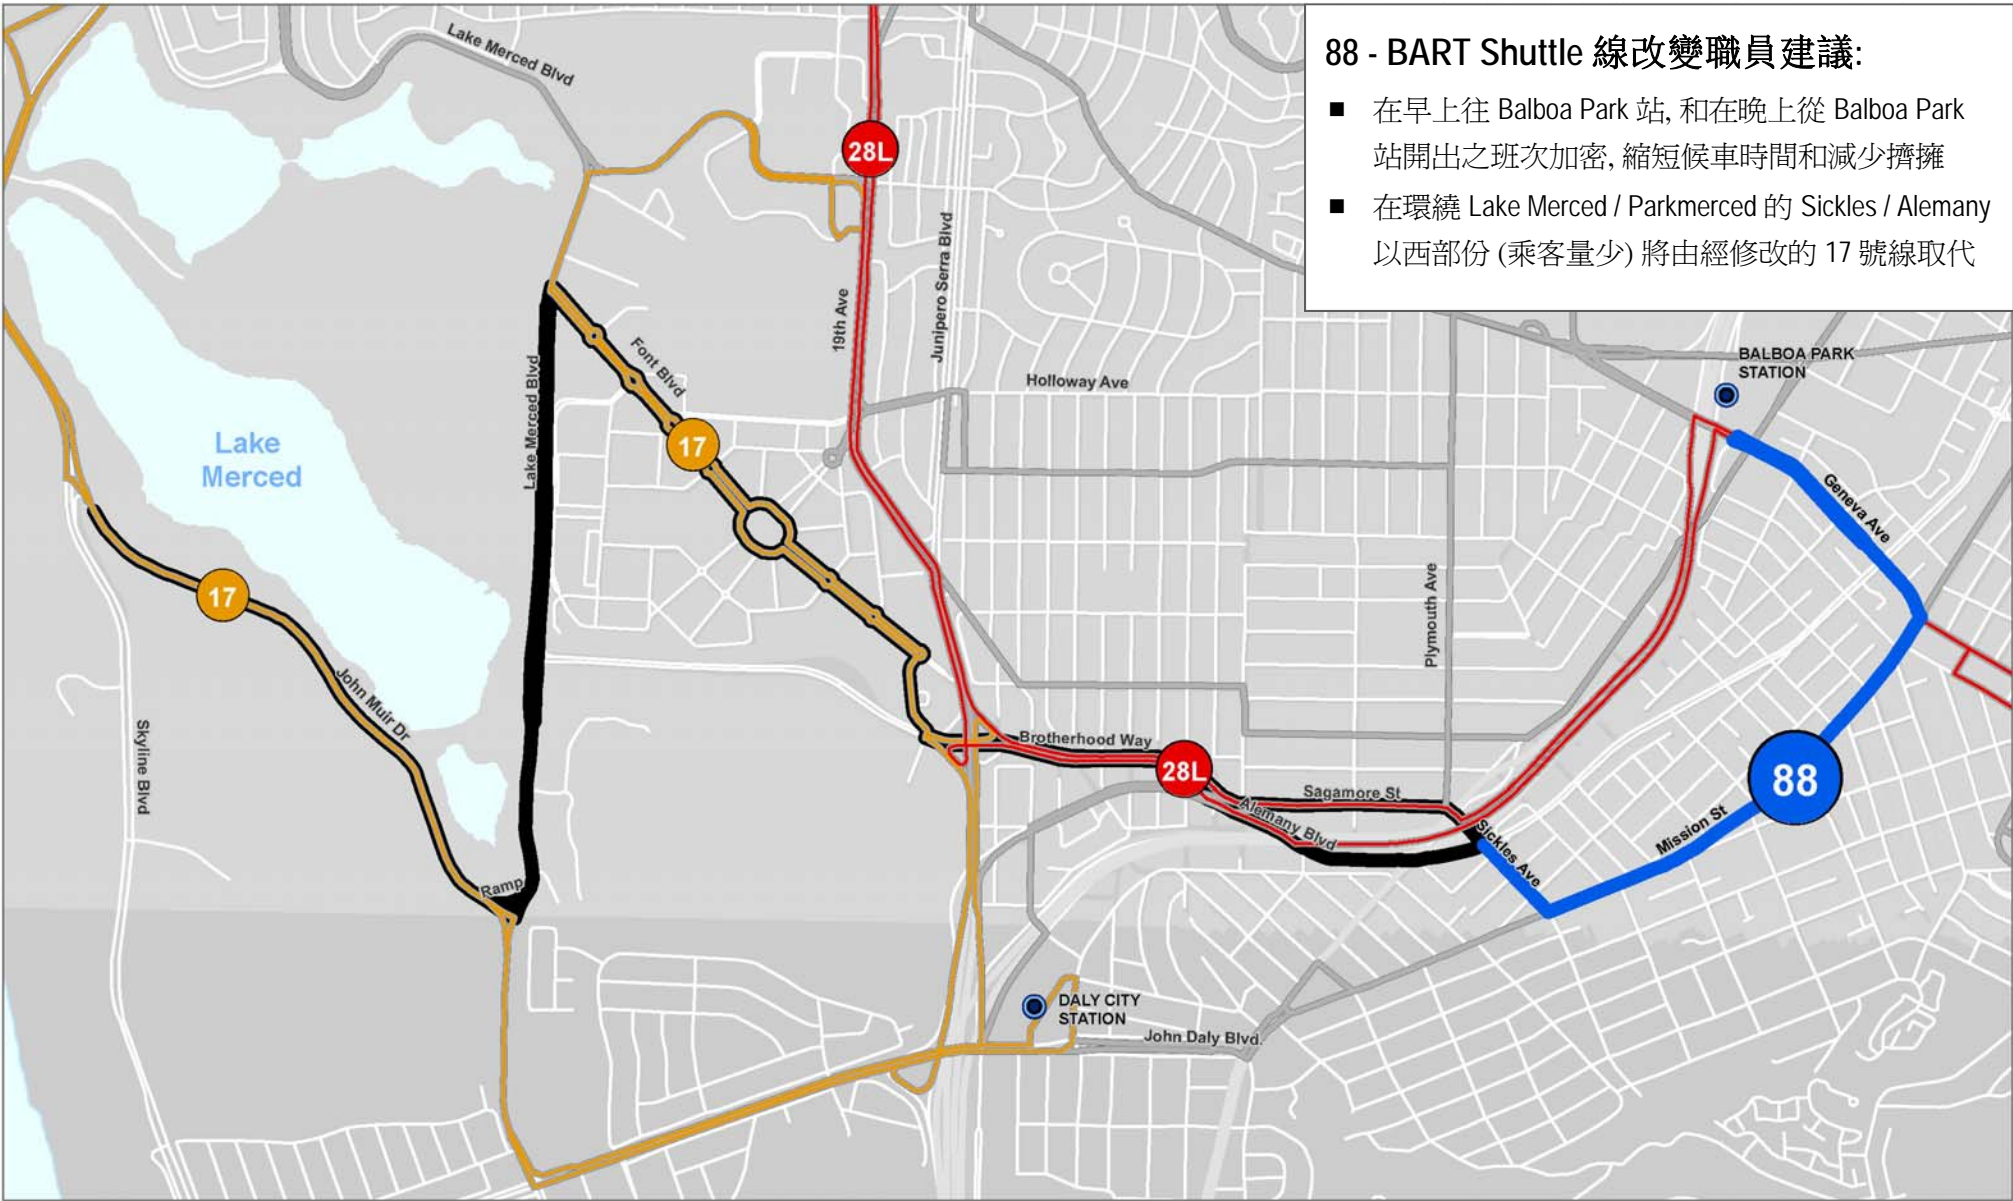 88 - BART Shuttle 線改變職員建議:
■ 在早上往 Balboa Park 站, 和在晚上從 Balboa Park
站開出之班次加密, 縮短候車時間和減少擠擁
■ 在環繞 Lake Merced / Parkmerced 的 Sickles / Alemany
以西部份 (乘客量少) 將由經修改的 17 號線取代
Lake Merced Blvd
28L
Junipero Serra Blvd
19th Ave
Font Blvd
Lake Merced Blvd
BALBOA PARK
STATION
Holloway Ave
17
Lake
Merced
Geneva Ave
17
Plymouth Ave
John Muir Dr
Skyline Blvd
Brotherhood Way
28L
88
Sagamore St
Alemany Blvd
Mission St
Sickles Ave
Ramp
DALY CITY
STATION
John Daly Blvd.